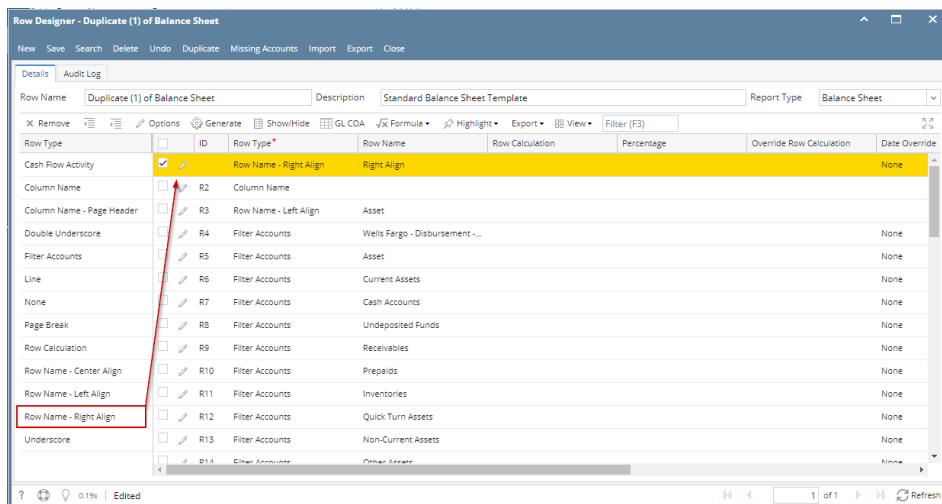 Row Designer - Duplicate (1) of Balance Sheet
New Save Search Delete Undo Duplicate Missing Accounts Import Export Close
Details Audit Log
Row Name Duplicate (1) of Balance Sheet Description Standard Balance Sheet Template Report Type Balance Sheet
X Remove Options Generate Show/Hide GL COA Formula Highlight Export View Filter (F3)
Row Type ID Row Type* Row Name Row Calculation Percentage Override Row Calculation Date Override
Cash Flow Activity Row Name - Right Align Right Align None
Column Name R2 Column Name
Column Name - Page Header R3 Row Name - Left Align Asset
Double Underscore R4 Filter Accounts Wells Fargo - Disbursement -... None
Filter Accounts R5 Filter Accounts Asset None
Line R6 Filter Accounts Current Assets None
None R7 Filter Accounts Cash Accounts None
Page Break R8 Filter Accounts Undeposited Funds None
Row Calculation R9 Filter Accounts Receivables None
Row Name - Center Align R10 Filter Accounts Prepaids None
Row Name - Left Align R11 Filter Accounts Inventories None
Row Name - Right Align R12 Filter Accounts Quick Turn Assets None
Underscore R13 Filter Accounts Non-Current Assets None
R14 Filter Accounts Other Assets None
? 0.19s Edited 1 of 1 Refresh